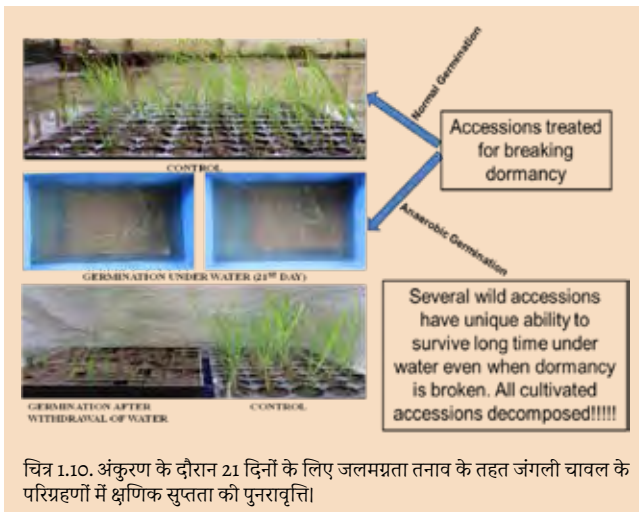 Normal Germination
Accessions treated
for breaking
dormancy
CONTROL
Anaerobic Germination
GERMINATION UNDER WATER (21ST DAY)
Several wild accessions
have unique ability to
survive long time under
water even when dormancy
is broken. All cultivated
accessions decomposed!!!!!
GERMINATION AFTER
WITHDRAWAL OF WATER
CONTROL
चित्र 1.10. अंकुरण के दौरान 21 दिनों के लिए जलमग्नता तनाव के तहत जंगली चावल के
परिग्रहणों में क्षणिक सुप्तता की पुनरावृत्ति।